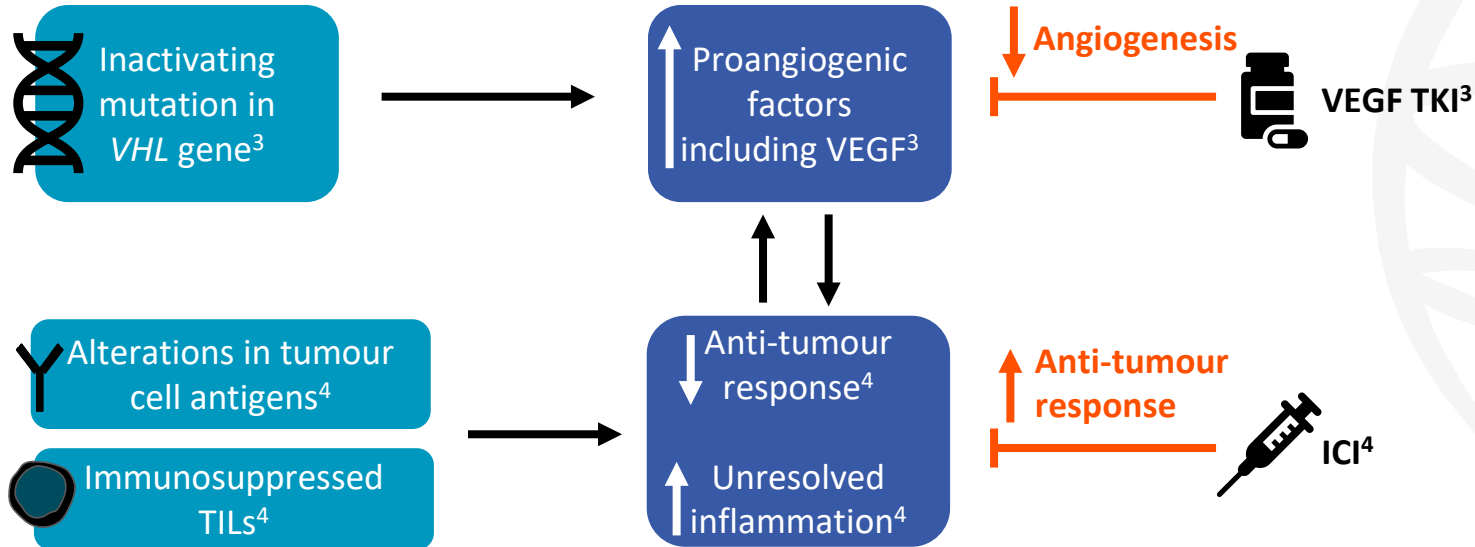 Inactivating
mutation in
VHL gene³
Proangiogenic
factors
including VEGF³
Angiogenesis
VEGF TKI³
Alterations in tumour
cell antigens⁴
Immunosuppressed
TILs⁴
Anti-tumour
response⁴
Unresolved
inflammation⁴
Anti-tumour
response
ICI⁴